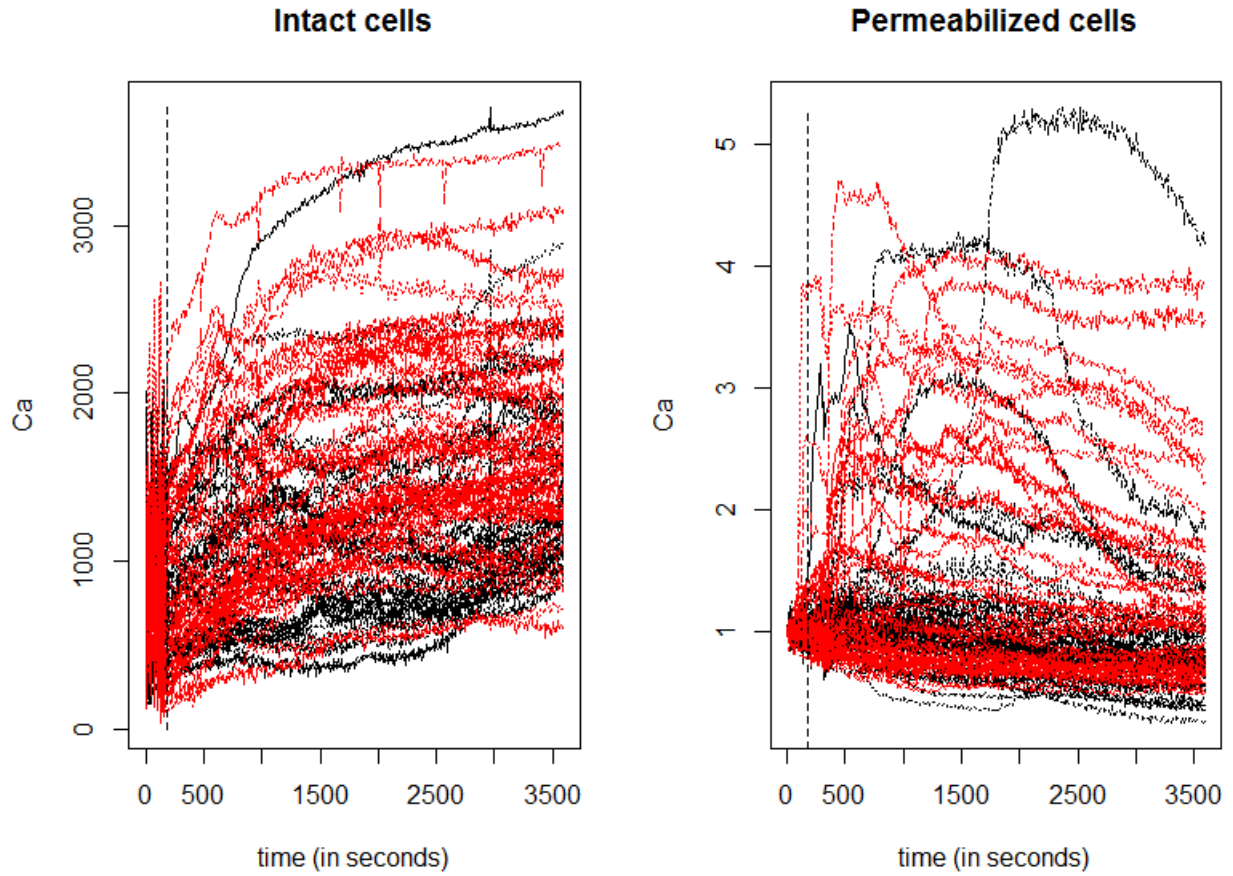 Intact cells
Ca
3000
2000
1000
0
0 500 1500 2500 3500
time (in seconds)
Permeabilized cells
Ca
5
4
3
2
1
0 500 1500 2500 3500
time (in seconds)